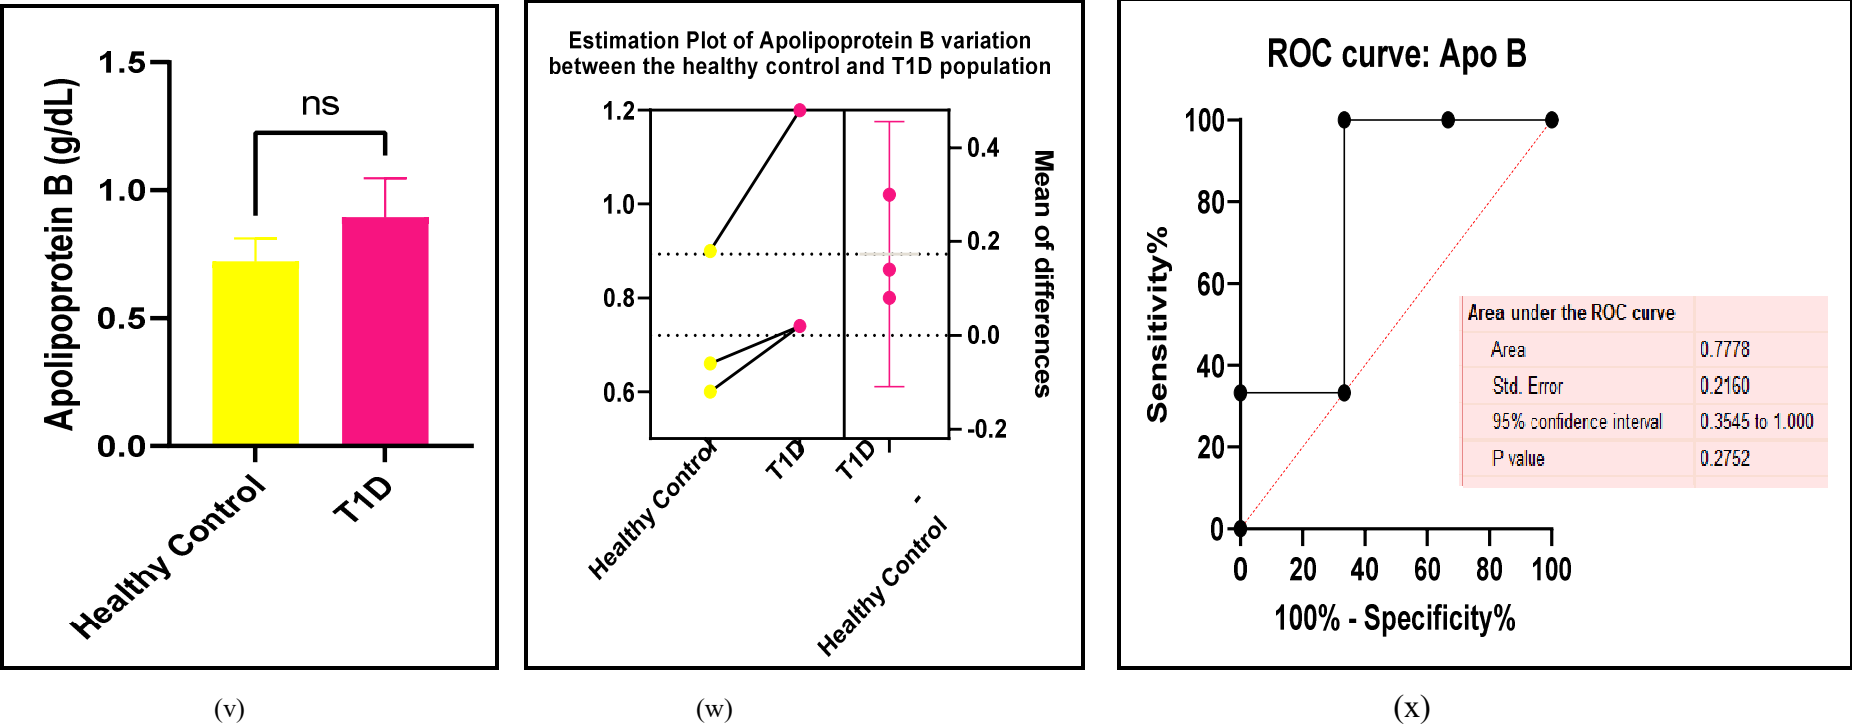 1.5
1.0
0.5
0.0
Apolipoprotein B (g/dL)
ns
Healthy Control
T1D
(v)
Estimation Plot of Apolipoprotein B variation
between the healthy control and T1D population
1.2
1.0
0.8
0.6
0.4
0.2
0.0
-0.2
Mean of differences
Healthy Control
T1D
T1D
-
Healthy Control
(w)
ROC curve: Apo B
100
80
60
40
20
0
Sensitivity%
0 20 40 60 80 100
100% - Specificity%
Area under the ROC curve
Area 0.7778
Std. Error 0.2160
95% confidence interval 0.3545 to 1.000
P value 0.2752
(x)